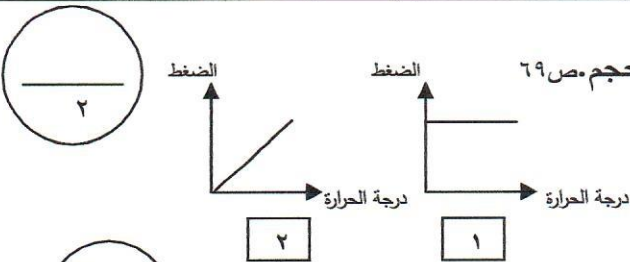 حجم.ص٦٩
الضغط
الضغط
٢
درجة الحرارة
درجة الحرارة
١
٢